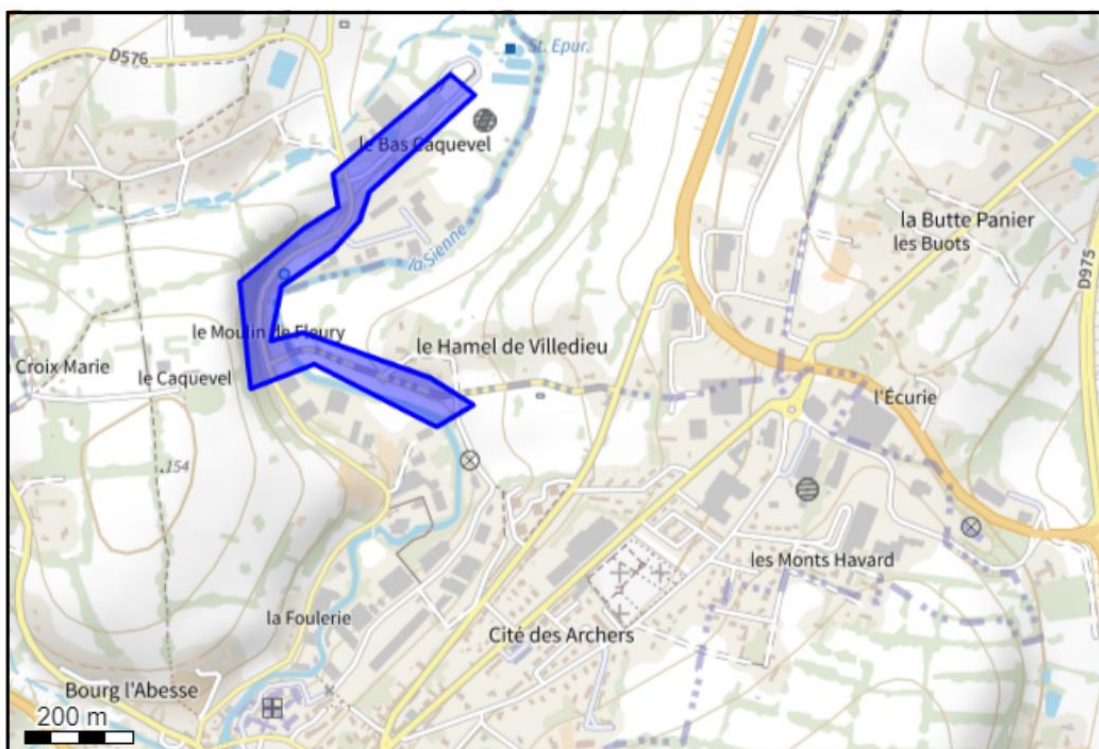 St. Epur.
D576
le Bas Caquevel
la Butte Panier
les Buots
la Sienne
D975
le Moulin de Fleury
le Hamel de Villedieu
Croix Marie
le Caquevel
l'Écurie
.154
les Monts Havard
la Foulerie
Cité des Archers
Bourg l'Abesse
200 m